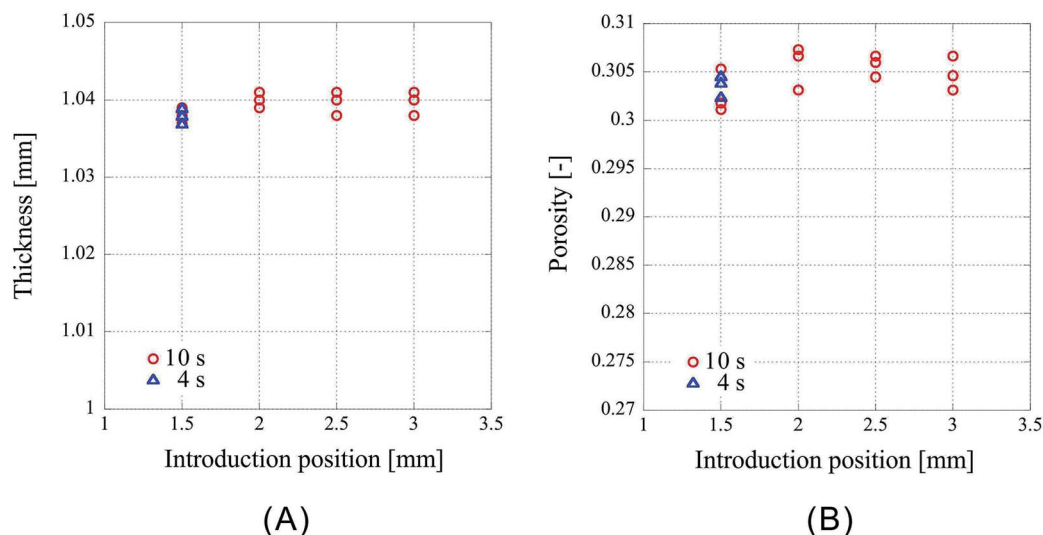 1.05
1.04
1.03
1.02
1.01
1
Thickness [mm]
10 s
4 s
1
1.5
2
2.5
3
3.5
Introduction position [mm]
(A)
0.31
0.305
0.3
0.295
0.29
0.285
0.28
0.275
0.27
Porosity [-]
10 s
4 s
1
1.5
2
2.5
3
3.5
Introduction position [mm]
(B)